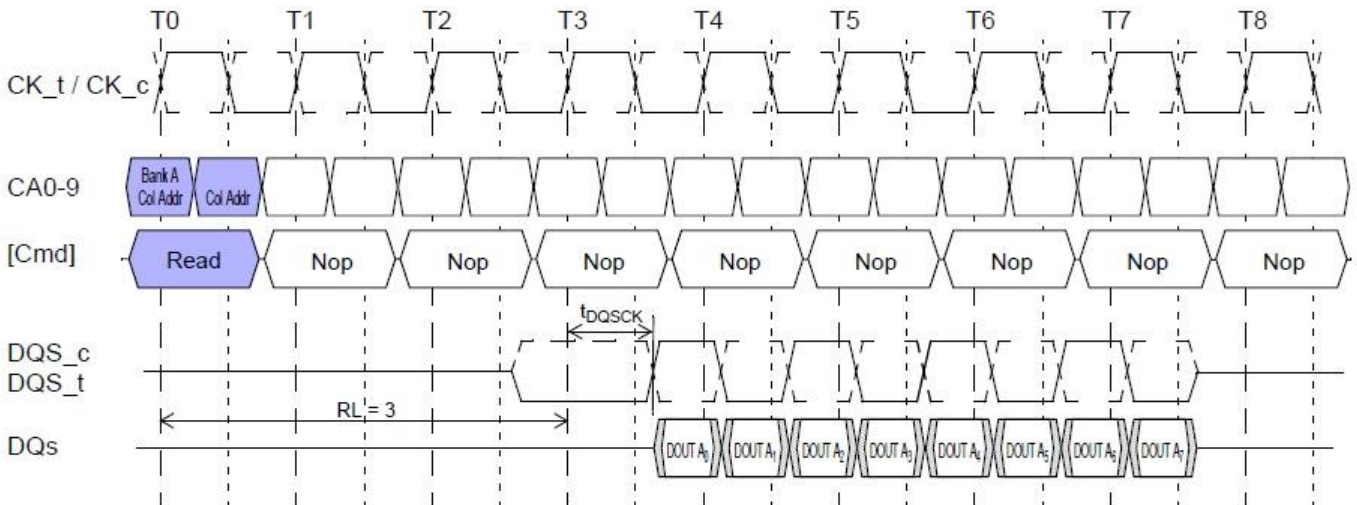 T0 T1 T2 T3 T4 T5 T6 T7 T8
CK_t / CK_c
CA0-9
Bank A
Col Addr
Col Addr
[Cmd]
Read Nop Nop Nop Nop Nop Nop Nop Nop
tDQSCK
DQS_c
DQS_t
RL = 3
DQs
DOUT A0 DOUT A1 DOUT A2 DOUT A3 DOUT A4 DOUT A5 DOUT A6 DOUT A7